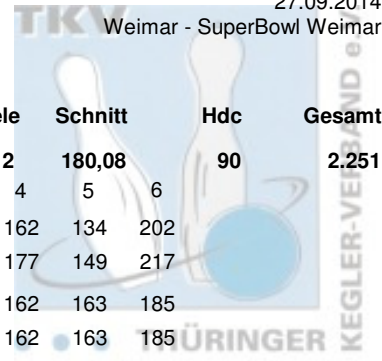 27.09.2014
TKV
Weimar - SuperBowl Weimar
ele Schnitt Hdc Gesamt
2 180,08 90 2.251
4 5 6
162 134 202
177 149 217
162 163 185
162 163 185
THÜRINGER
KEGLER-VERBAND e.V.